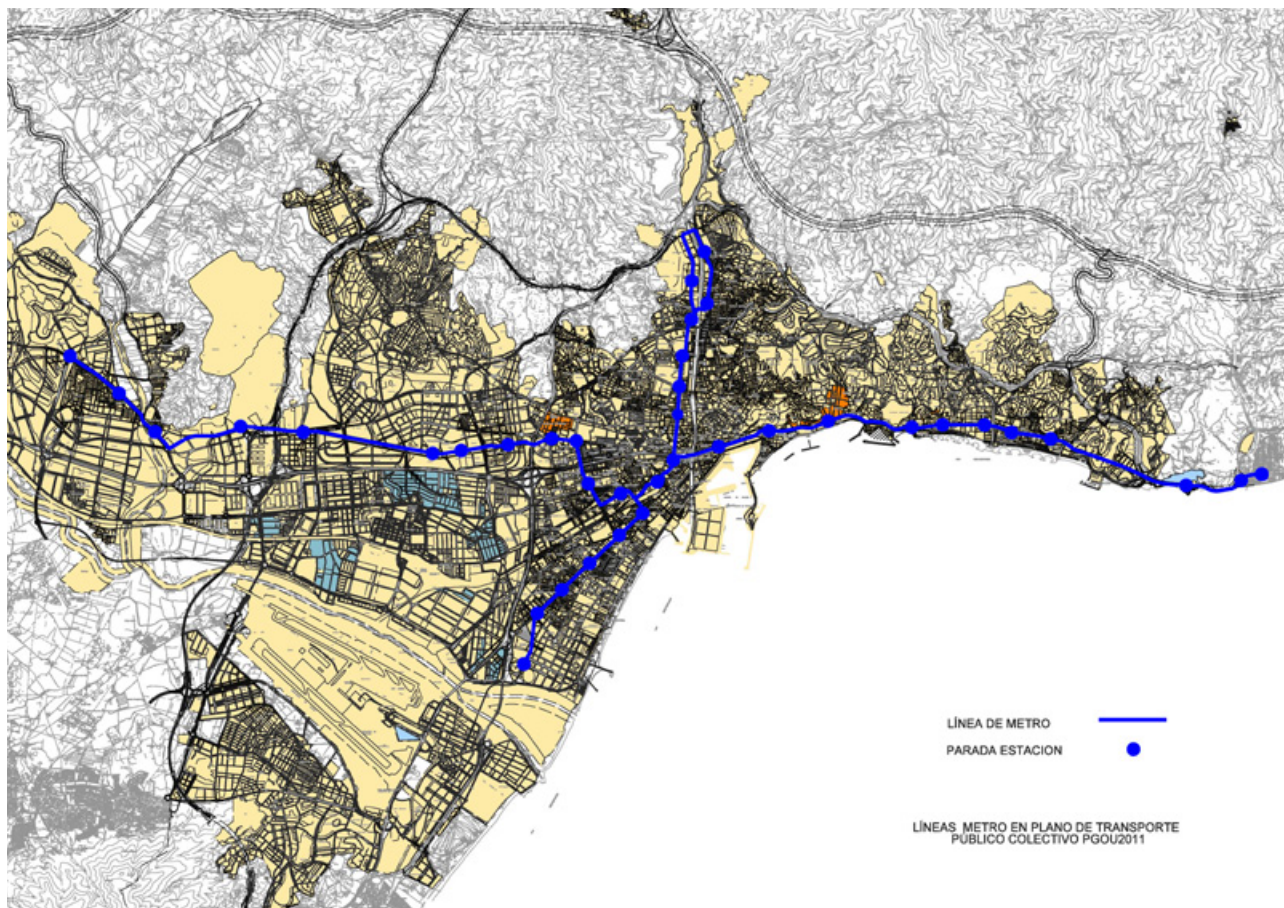 LÍNEA DE METRO
PARADA ESTACION
LÍNEAS METRO EN PLANO DE TRANSPORTE
PÚBLICO COLECTIVO PGOU2011